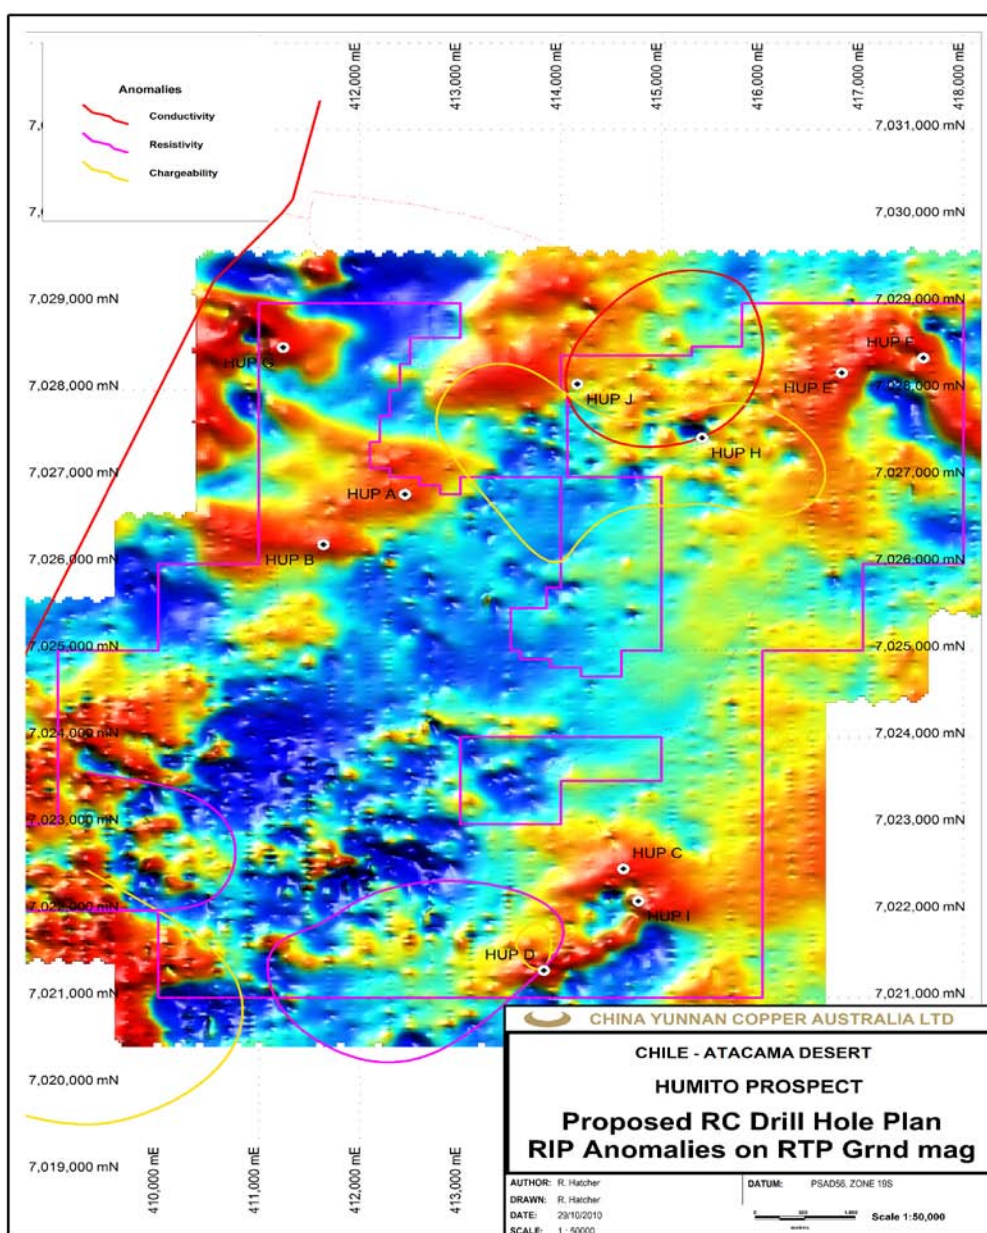 412,000 mE
413,000 mE
414,000 mE
415,000 mE
416,000 mE
417,000 mE
418,000 mE
Anomalies
Conductivity
Resistivity
Chargeability
7,031,000 mN
7,030,000 mN
7,029,000 mN
7,029,000 mN
HUP G
HUP F
7,028,000 mN
HUP J
HUP E
7,028,000 mN
HUP H
7,027,000 mN
7,027,000 mN
HUP A
HUP B
7,026,000 mN
7,026,000 mN
7,025,000 mN
7,025,000 mN
7,024,000 mN
7,024,000 mN
7,023,000 mN
7,023,000 mN
HUP C
7,022,000 mN
HUP I
7,022,000 mN
HUP D
7,021,000 mN
7,021,000 mN
7,020,000 mN
7,019,000 mN
410,000 mE
411,000 mE
412,000 mE
413,000 mE
CHINA YUNNAN COPPER AUSTRALIA LTD
CHILE - ATACAMA DESERT
HUMITO PROSPECT
Proposed RC Drill Hole Plan
RIP Anomalies on RTP Grnd mag
AUTHOR: R. Hatcher
DRAWN: R. Hatcher
DATE: 29/10/2010
SCALE: 1 : 50000
DATUM: PSAD56, ZONE 19S
Scale 1:50,000